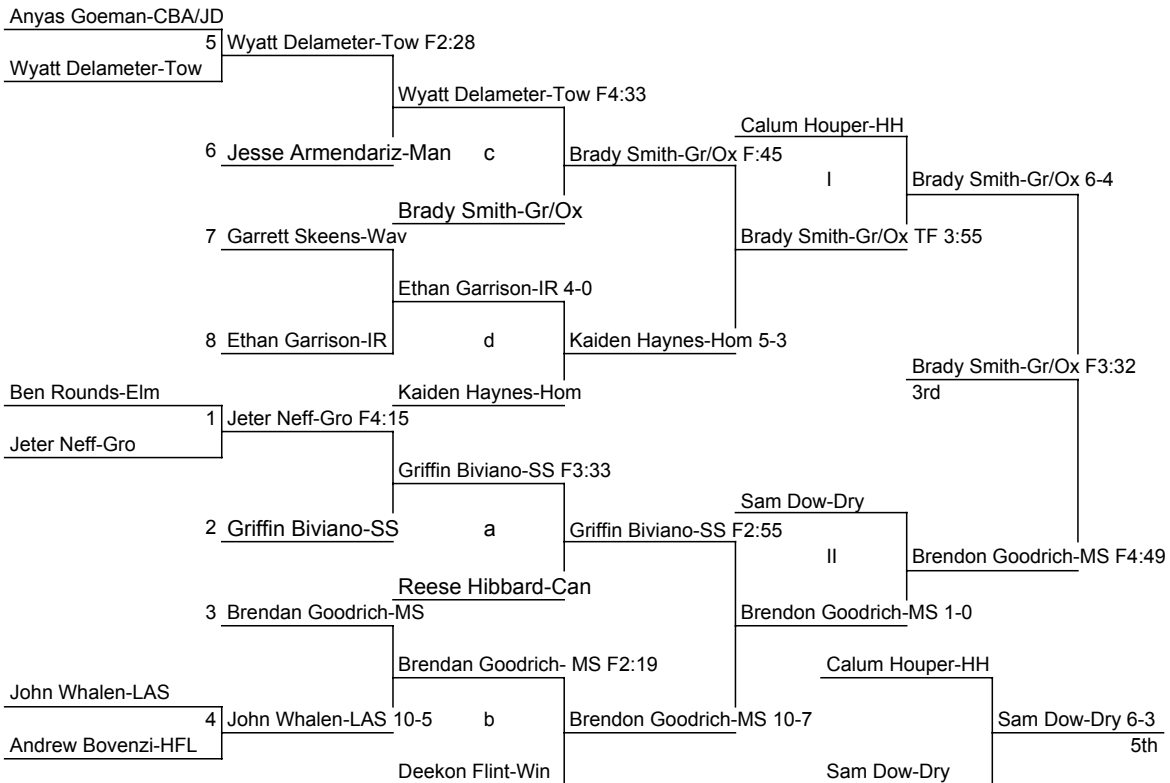 Anyas Goeman-CBA/JD
5 Wyatt Delameter-Tow F2:28
Wyatt Delameter-Tow
Wyatt Delameter-Tow F4:33
Calum Houper-HH
6 Jesse Armendariz-Man c Brady Smith-Gr/Ox F:45
I Brady Smith-Gr/Ox 6-4
Brady Smith-Gr/Ox
7 Garrett Skeens-Wav Brady Smith-Gr/Ox TF 3:55
Ethan Garrison-IR 4-0
8 Ethan Garrison-IR d Kaiden Haynes-Hom 5-3
Brady Smith-Gr/Ox F3:32
Ben Rounds-Elm Kaiden Haynes-Hom 3rd
1 Jeter Neff-Gro F4:15
Jeter Neff-Gro
Griffin Biviano-SS F3:33
Sam Dow-Dry
2 Griffin Biviano-SS a Griffin Biviano-SS F2:55
II Brendon Goodrich-MS F4:49
Reese Hibbard-Can
3 Brendan Goodrich-MS Brendon Goodrich-MS 1-0
Brendan Goodrich- MS F2:19 Calum Houper-HH
John Whalen-LAS
4 John Whalen-LAS 10-5 b Brendon Goodrich-MS 10-7 Sam Dow-Dry 6-3
Andrew Bovenzi-HFL 5th
Deekon Flint-Win Sam Dow-Dry